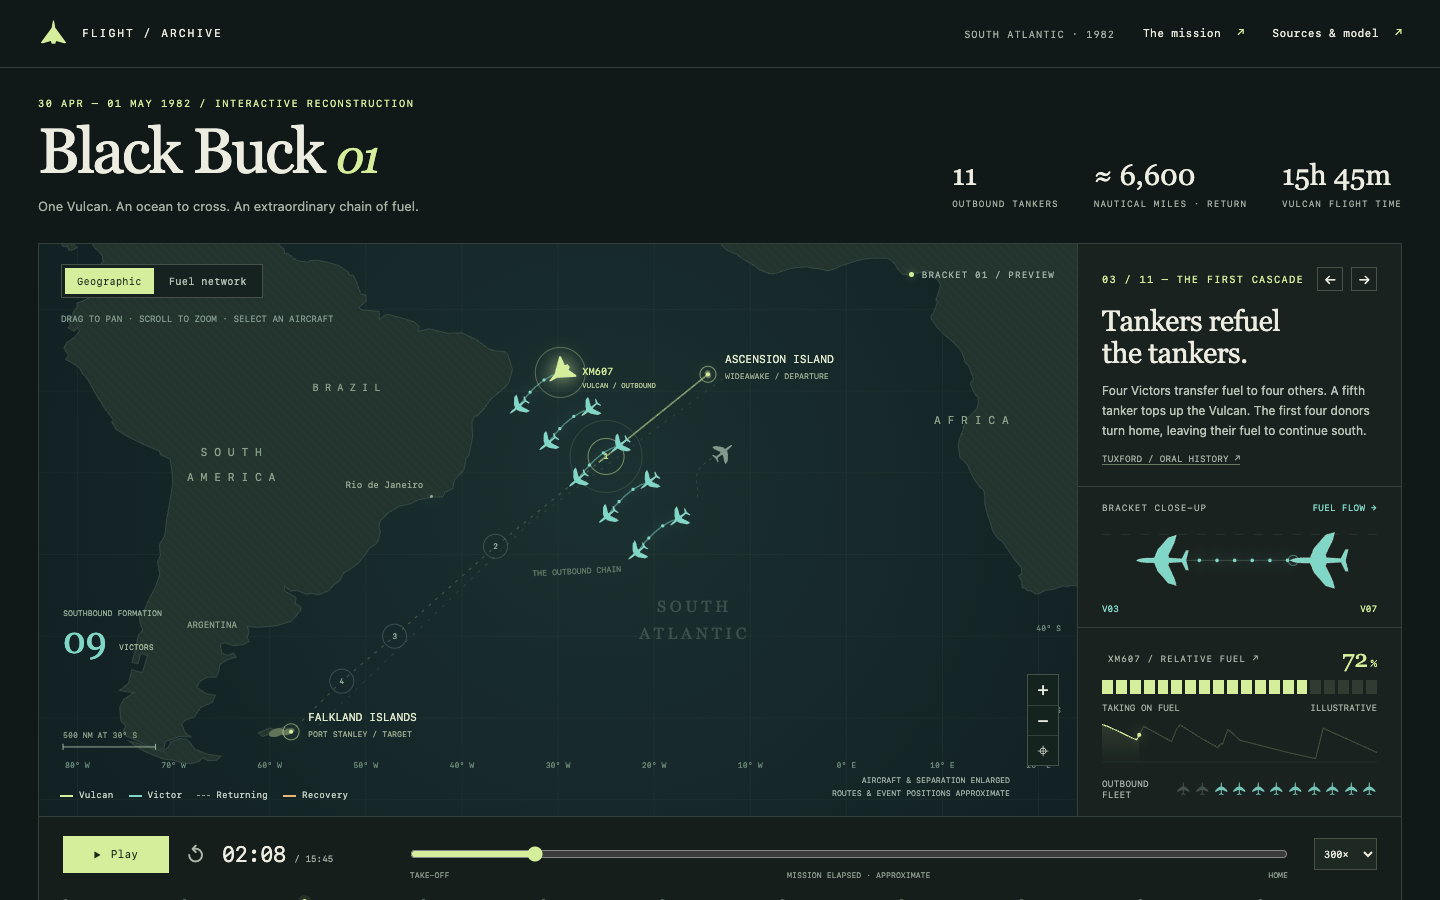 FLIGHT / ARCHIVE
SOUTH ATLANTIC · 1982
The mission ↗
Sources & model ↗
30 APR — 01 MAY 1982 / INTERACTIVE RECONSTRUCTION
Black Buck 01
One Vulcan. An ocean to cross. An extraordinary chain of fuel.
11
OUTBOUND TANKERS
≈ 6,600
NAUTICAL MILES · RETURN
15h 45m
VULCAN FLIGHT TIME
Geographic
Fuel network
DRAG TO PAN · SCROLL TO ZOOM · SELECT AN AIRCRAFT
BRACKET 01 / PREVIEW
XM607
VULCAN / OUTBOUND
ASCENSION ISLAND
WIDEAWAKE / DEPARTURE
BRAZIL
AFRICA
SOUTH
AMERICA
Rio de Janeiro
1
2
THE OUTBOUND CHAIN
SOUTH
ATLANTIC
SOUTHBOUND FORMATION
09 VICTORS
ARGENTINA
40° S
3
4
FALKLAND ISLANDS
PORT STANLEY / TARGET
500 NM AT 30° S
+
−
80° W
70° W
60° W
50° W
40° W
30° W
20° W
10° W
0° E
10° E
AIRCRAFT & SEPARATION ENLARGED
ROUTES & EVENT POSITIONS APPROXIMATE
Vulcan
Victor
Returning
Recovery
03 / 11 — THE FIRST CASCADE
← →
Tankers refuel
the tankers.
Four Victors transfer fuel to four others. A fifth
tanker tops up the Vulcan. The first four donors
turn home, leaving their fuel to continue south.
TUXFORD / ORAL HISTORY ↗
BRACKET CLOSE-UP
FUEL FLOW →
V03
V07
XM607 / RELATIVE FUEL ↗
72%
TAKING ON FUEL
ILLUSTRATIVE
OUTBOUND
FLEET
Play
02:08 / 15:45
TAKE-OFF
MISSION ELAPSED · APPROXIMATE
HOME
300×